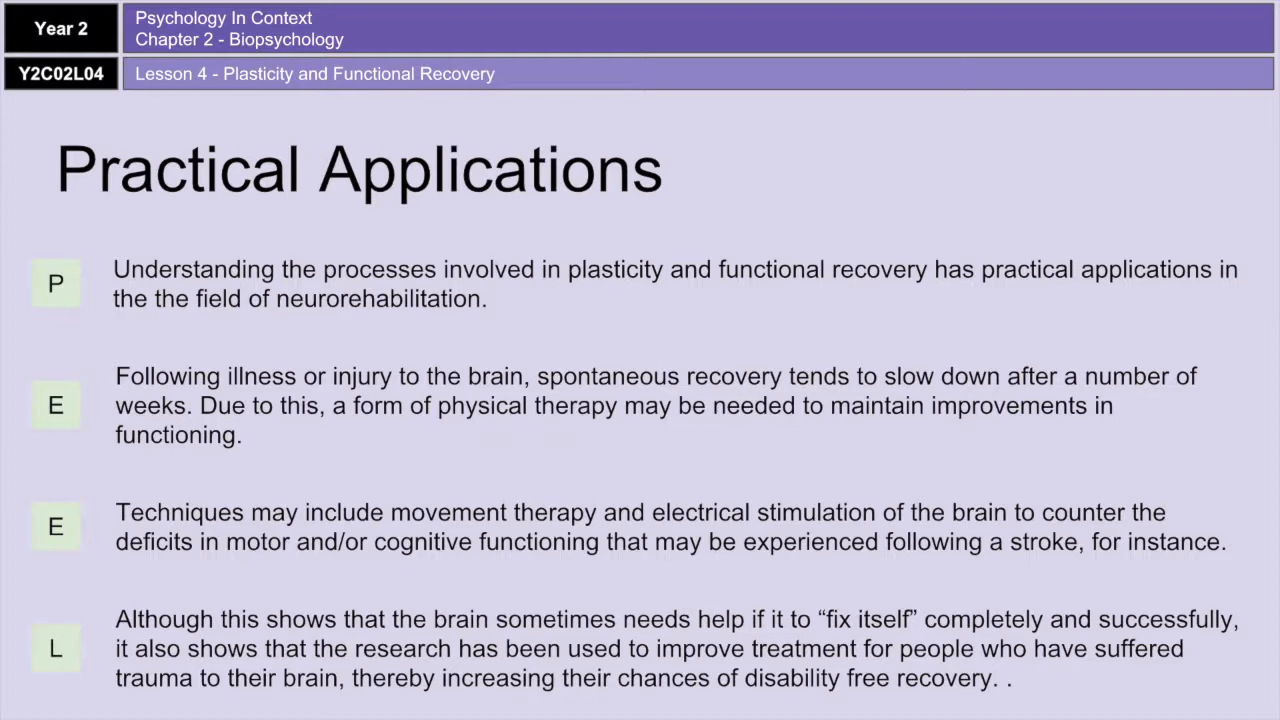 Year 2
Psychology In Context
Chapter 2 - Biopsychology
Y2C02L04
Lesson 4 - Plasticity and Functional Recovery
Practical Applications
P
Understanding the processes involved in plasticity and functional recovery has practical applications in
the the field of neurorehabilitation.
E
Following illness or injury to the brain, spontaneous recovery tends to slow down after a number of
weeks. Due to this, a form of physical therapy may be needed to maintain improvements in
functioning.
E
Techniques may include movement therapy and electrical stimulation of the brain to counter the
deficits in motor and/or cognitive functioning that may be experienced following a stroke, for instance.
L
Although this shows that the brain sometimes needs help if it to “fix itself” completely and successfully,
it also shows that the research has been used to improve treatment for people who have suffered
trauma to their brain, thereby increasing their chances of disability free recovery. .